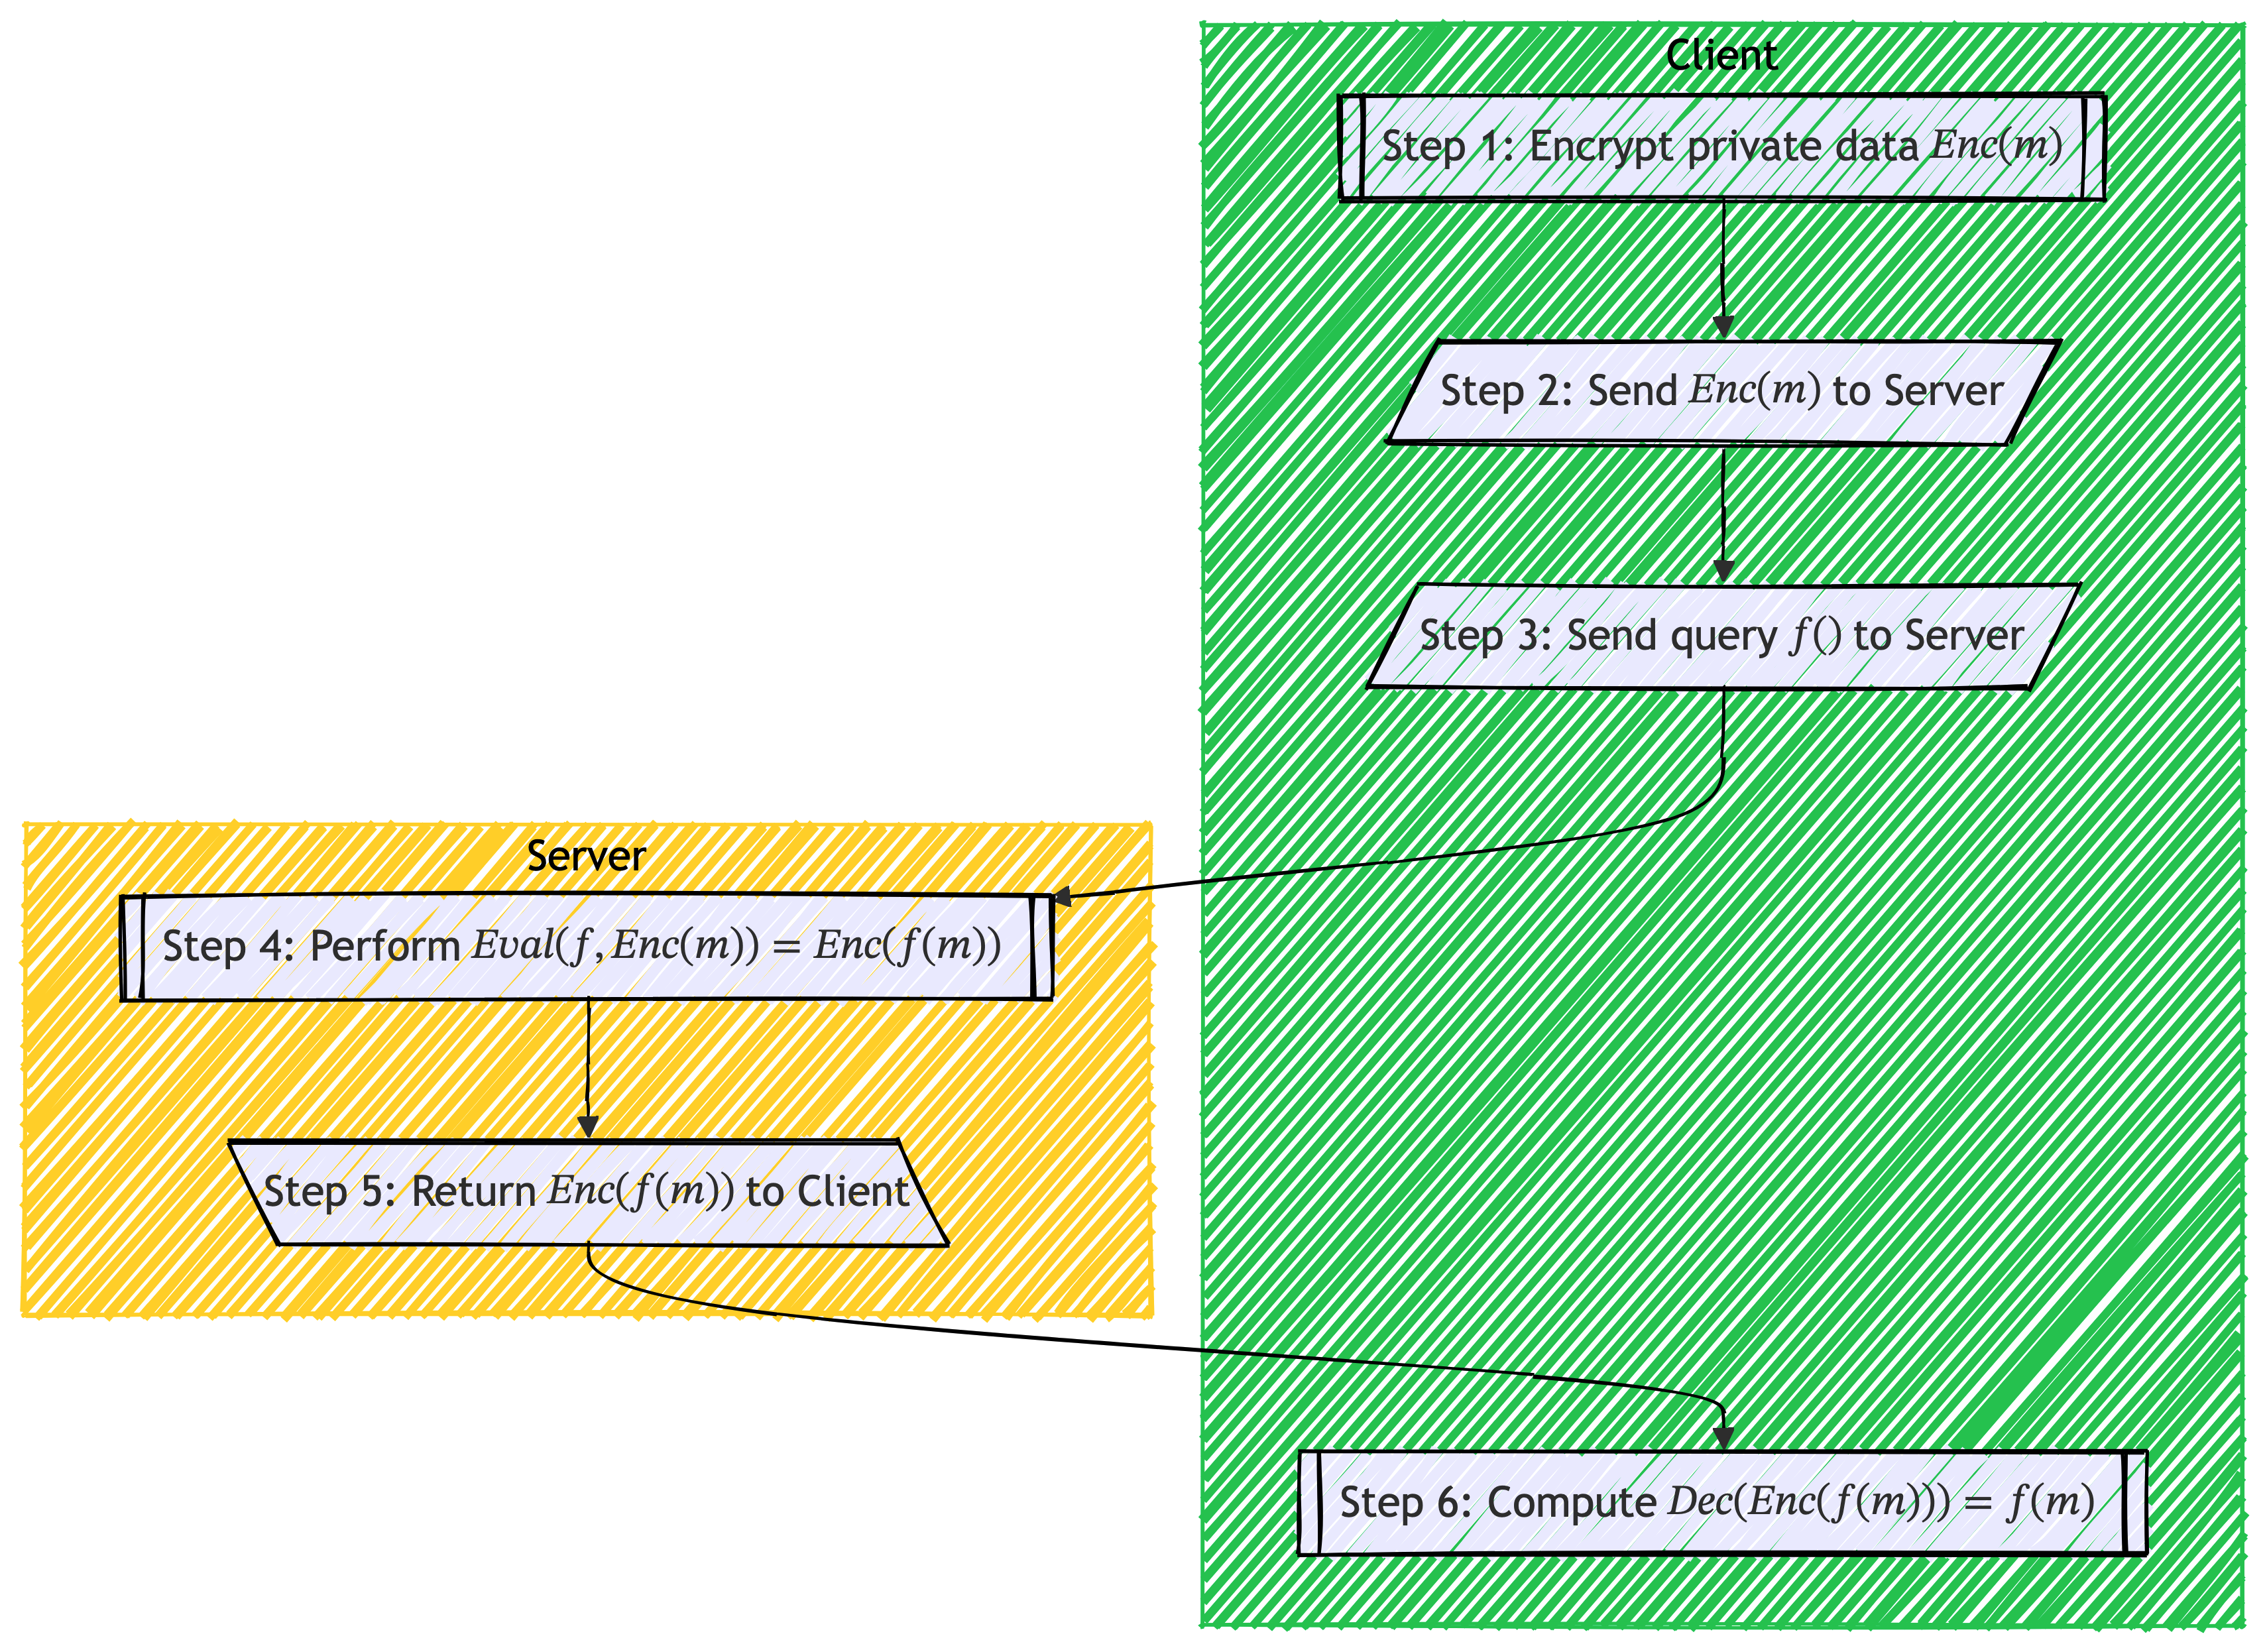 Client
Step 1: Encrypt private data Enc(m)
Step 2: Send Enc(m) to Server
Step 3: Send query f() to Server
Server
Step 4: Perform Eval(f, Enc(m)) = Enc(f(m))
Step 5: Return Enc(f(m)) to Client
Step 6: Compute Dec(Enc(f(m))) = f(m)